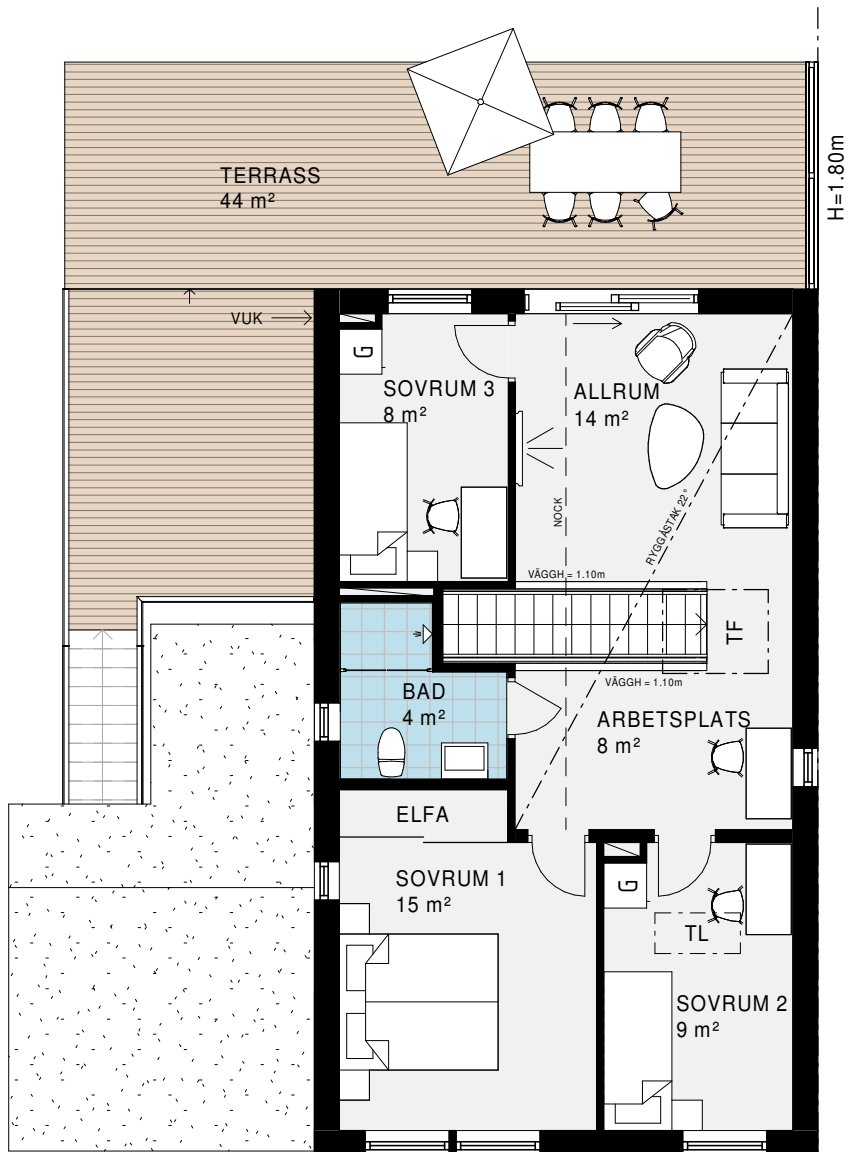 TERRASS
44 m²
H=1.80m
VUK
G
SOVRUM 3
8 m²
ALLRUM
14 m²
NOCK
RYGGÅSTAK 22°
VÄGGH = 1.10m
TF
VÄGGH = 1.10m
BAD
4 m²
ARBETSPLATS
8 m²
ELFA
SOVRUM 1
15 m²
G
TL
SOVRUM 2
9 m²